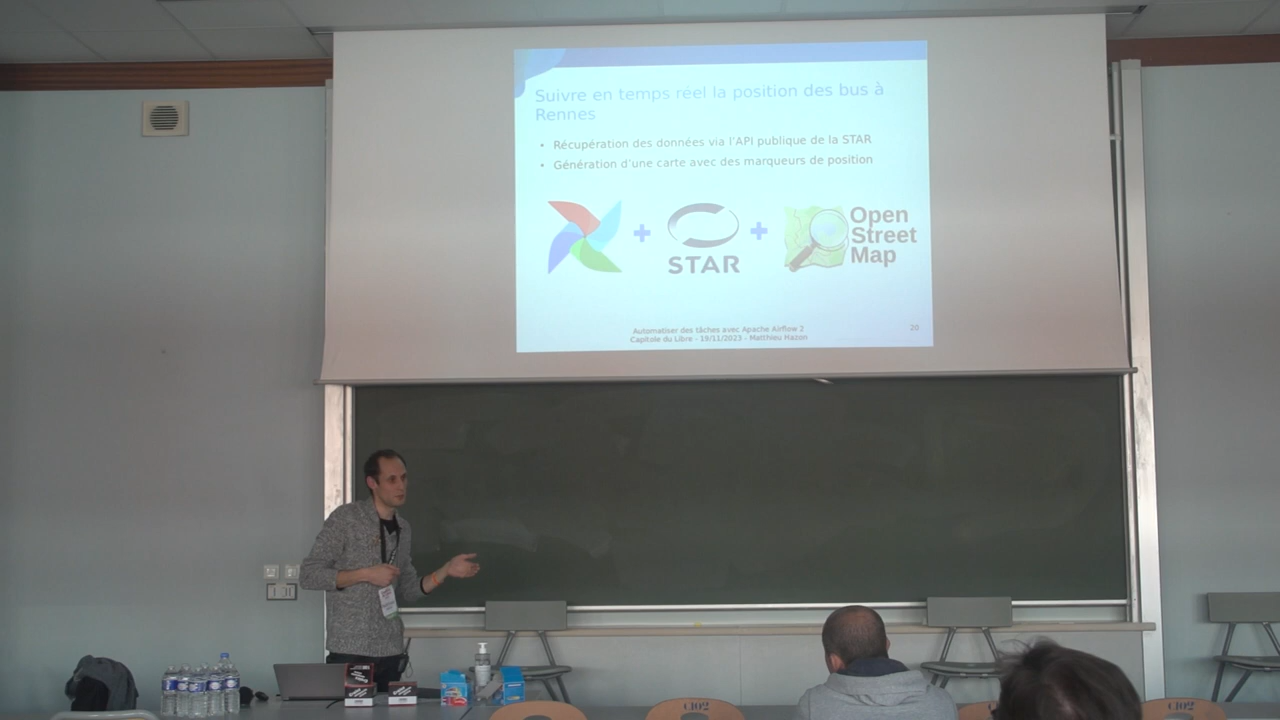 Suivre en temps réel la position des bus à
Rennes
• Récupération des données via l'API publique de la STAR
• Génération d'une carte avec des marqueurs de position
+
STAR
+
Open
Street
Map
Automatiser des tâches avec Apache Airflow 2
Capitole du Libre - 19/11/2023 - Matthieu Hazon
20
C102
C102